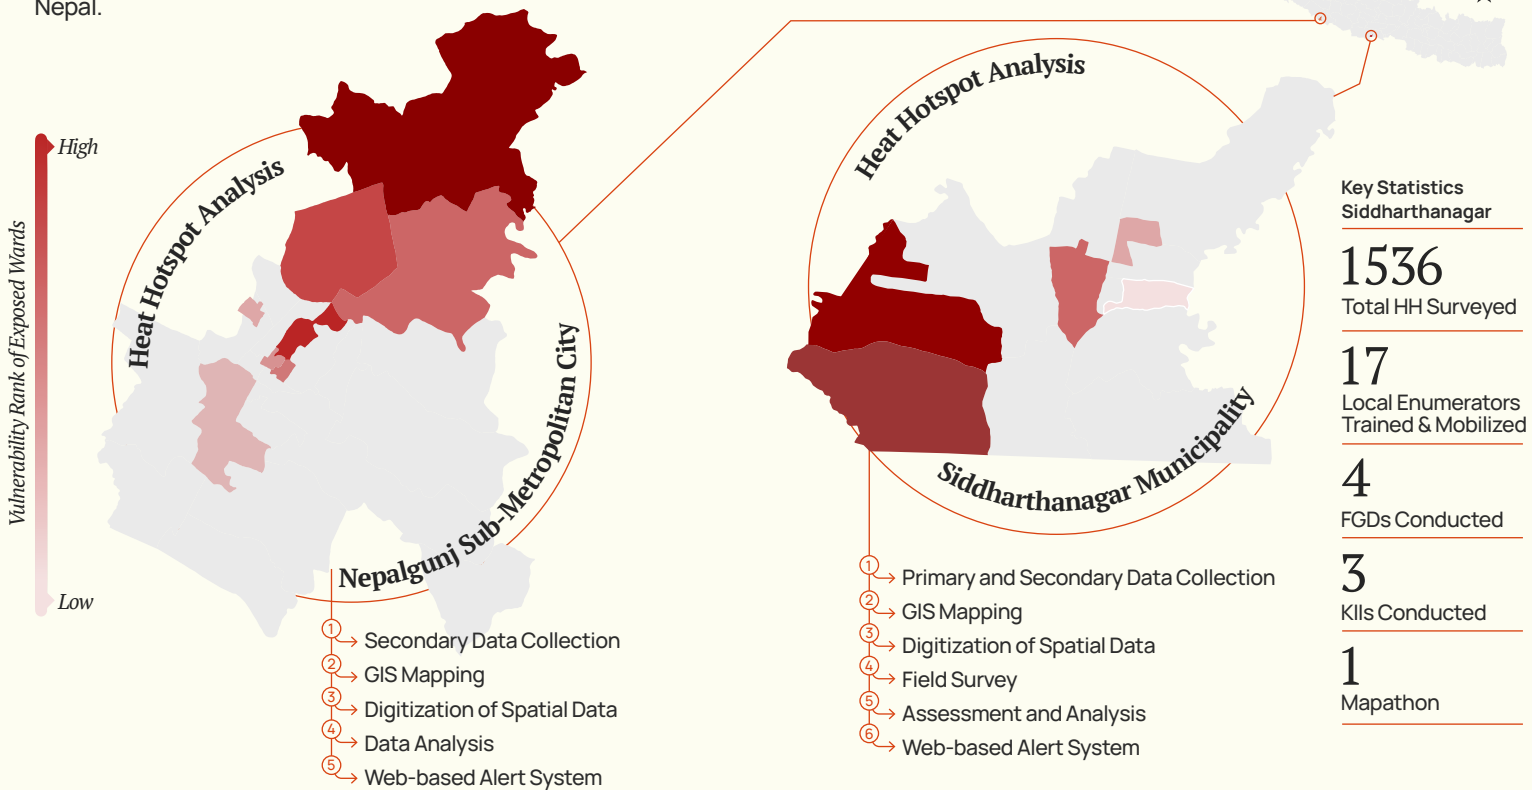 Nepal.
High
Vulnerability Rank of Exposed Wards
Low
Heat Hotspot Analysis
Nepalgunj Sub-Metropolitan City
1
Secondary Data Collection
2
GIS Mapping
3
Digitization of Spatial Data
4
Data Analysis
5
Web-based Alert System
Heat Hotspot Analysis
Siddharthanagar Municipality
1
Primary and Secondary Data Collection
2
GIS Mapping
3
Digitization of Spatial Data
4
Field Survey
5
Assessment and Analysis
6
Web-based Alert System
Key Statistics
Siddharthanagar
1536
Total HH Surveyed
17
Local Enumerators
Trained & Mobilized
4
FGDs Conducted
3
KIIs Conducted
1
Mapathon